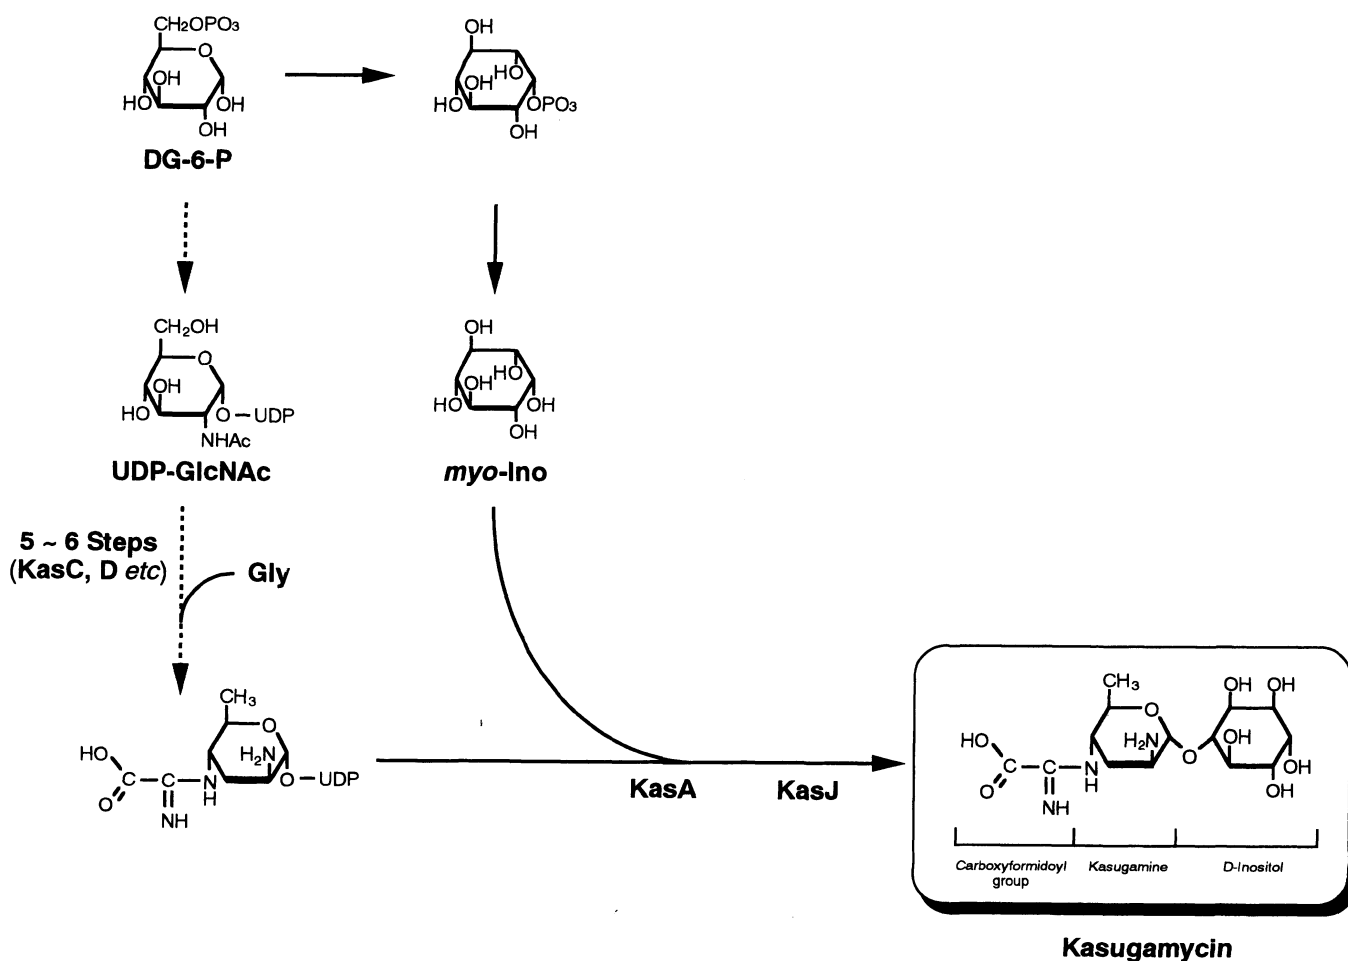 CH₂OPO₃
O
OH
HO
OH
OH
DG-6-P
OH
HO
OH
HO
OPO₃
OH
CH₂OH
O
OH
HO
O–UDP
NHAc
UDP-GlcNAc
OH
HO
OH
HO
OH
OH
myo-Ino
5 ~ 6 Steps
(KasC, D etc)
Gly
CH₃
O
H₂N
HO
C
C
N
H
O
NH
O–UDP
KasA
KasJ
CH₃
O
H₂N
HO
C
C
N
H
O
NH
O
OH
OH
OH
OH
OH
Carboxyformidoyl
group
Kasugamine
D-Inositol
Kasugamycin